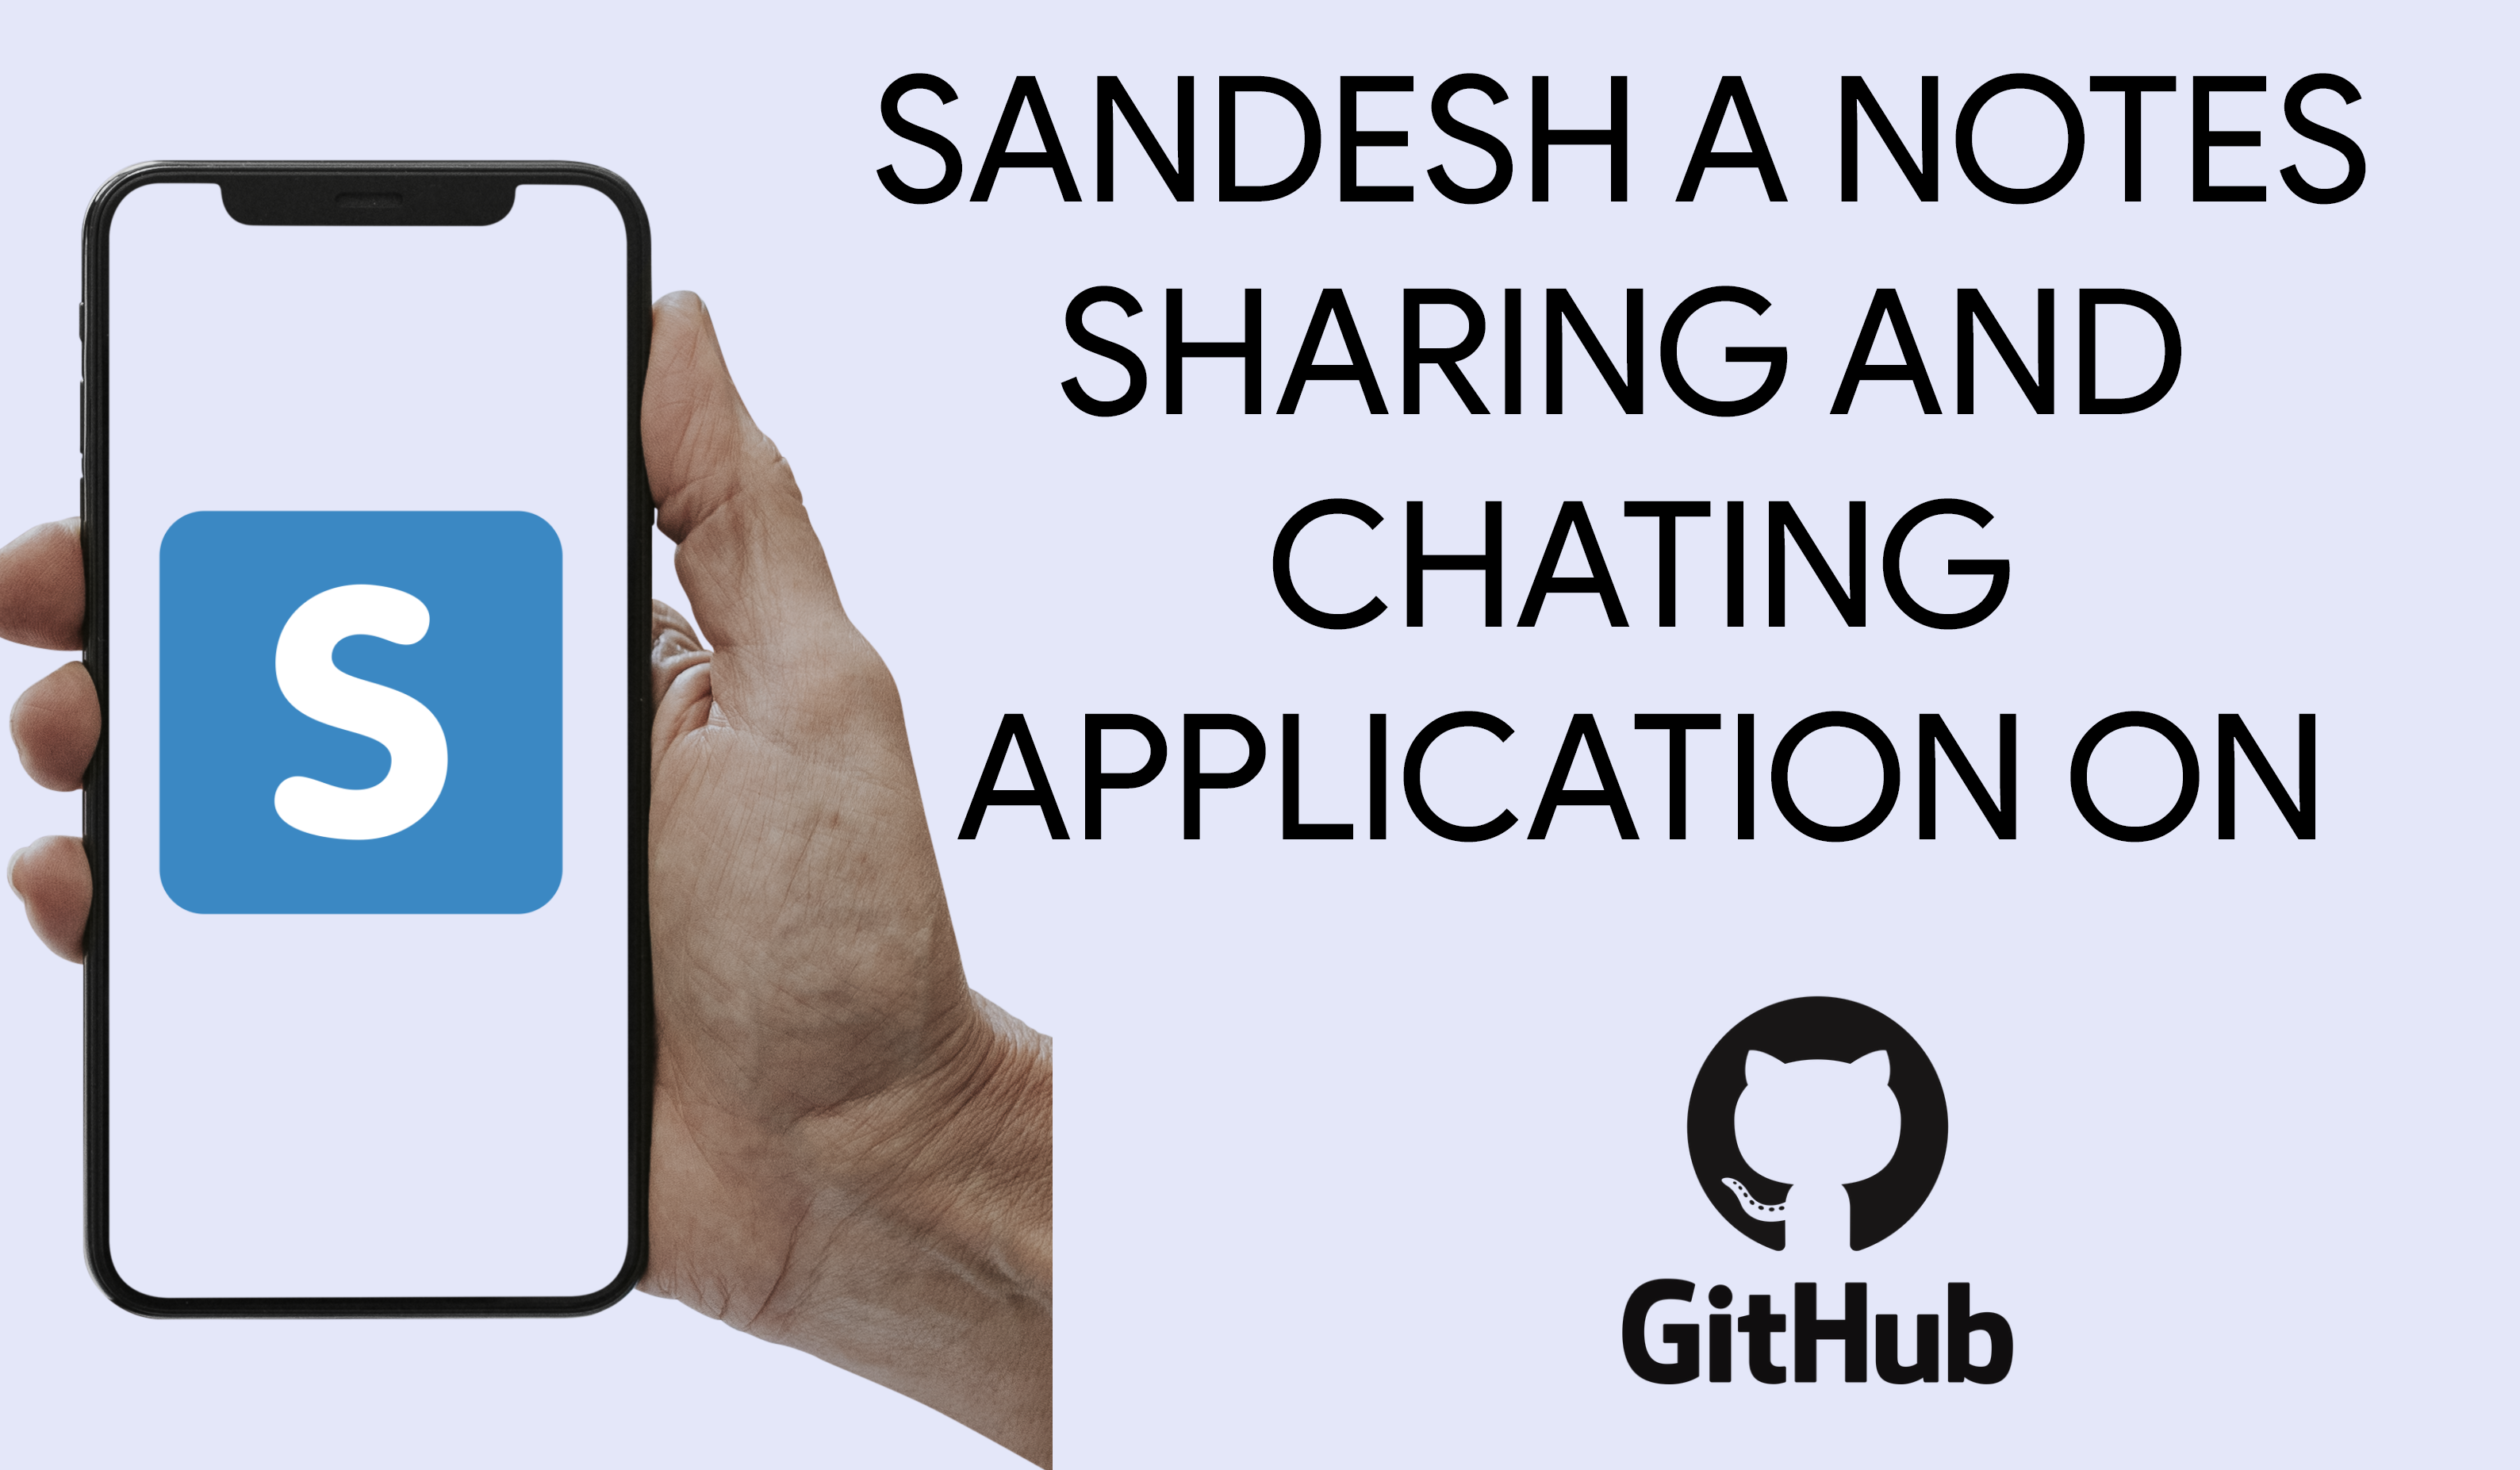 SANDESH A NOTES
SHARING AND
CHATING
APPLICATION ON
S
GitHub